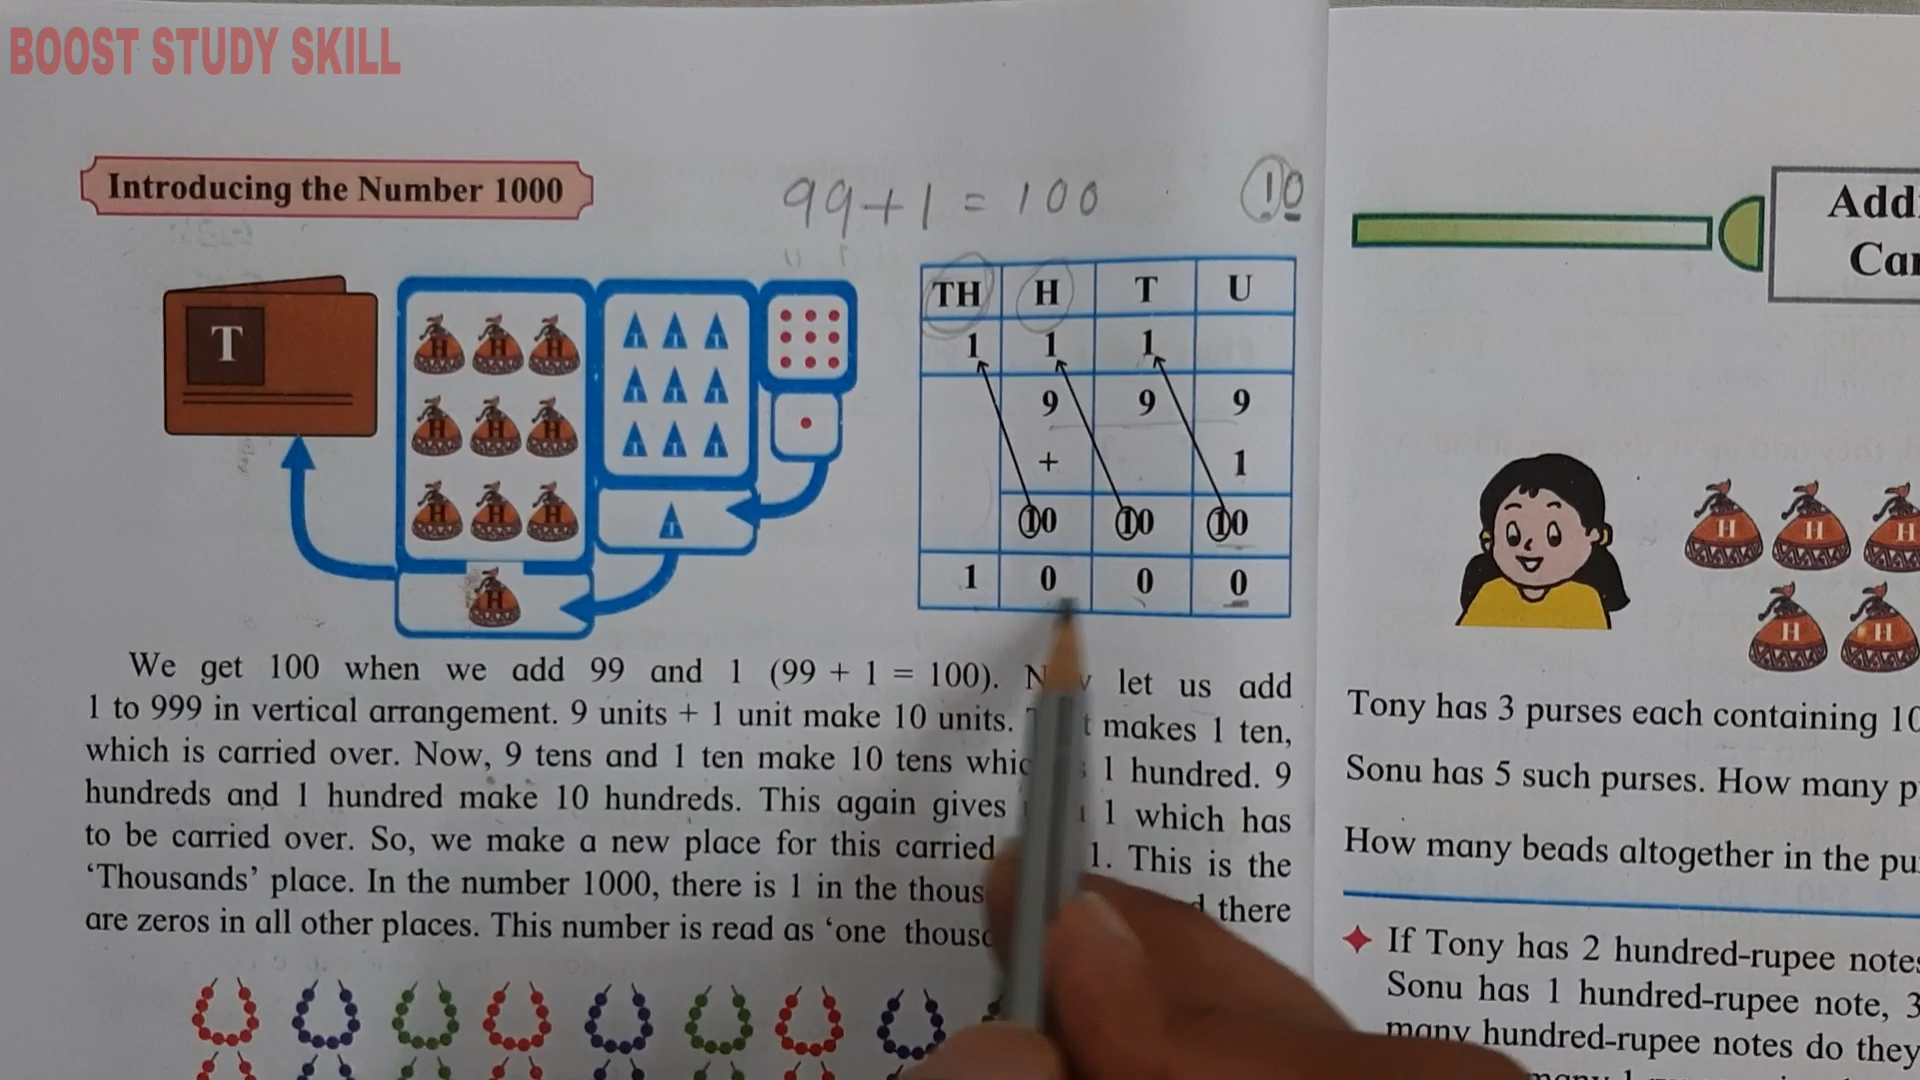 BOOST STUDY SKILL
Introducing the Number 1000
99+1 = 100
10
T
H H H
H H H
H H H
H
T T T
T T T
T T T
T
TH H T U
1 1 1
9 9 9
+ 1
10 10 10
1 0 0 0
We get 100 when we add 99 and 1 (99 + 1 = 100). let us add
1 to 999 in vertical arrangement. 9 units + 1 unit make 10 units. makes 1 ten,
which is carried over. Now, 9 tens and 1 ten make 10 tens 1 hundred. 9
hundreds and 1 hundred make 10 hundreds. This again gives 1 which has
to be carried over. So, we make a new place for this carried 1. This is the
‘Thousands’ place. In the number 1000, there is 1 in the
are zeros in all other places. This number is read as ‘one there
H H H
H H
Tony has 3 purses each containing
Sonu has 5 such purses. How many
How many beads altogether in the
If Tony has 2 hundred-rupee
Sonu has 1 hundred-rupee note, 3
many hundred-rupee notes do they